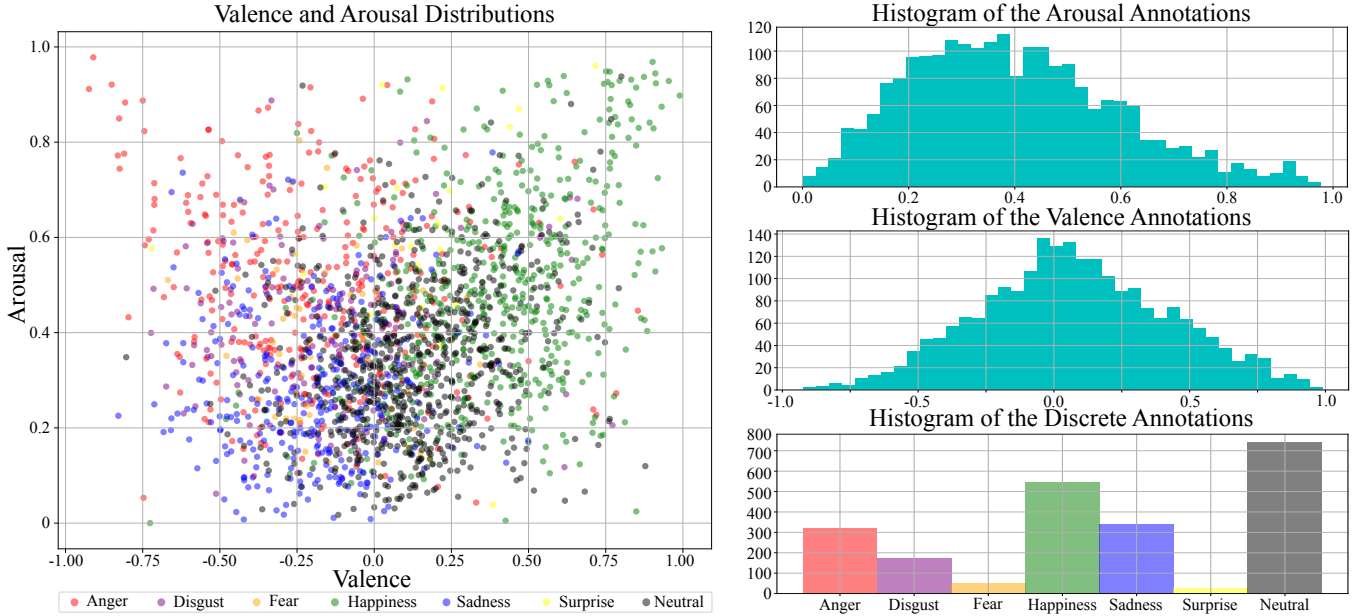 Valence and Arousal Distributions
1.0
0.8
0.6
0.4
0.2
0
Arousal
-1.00
-0.75
-0.50
-0.25
0.0
0.25
0.50
0.75
1.00
Valence
Anger
Disgust
Fear
Happiness
Sadness
Surprise
Neutral
Histogram of the Arousal Annotations
120
100
80
60
40
20
0
0.0
0.2
0.4
0.6
0.8
1.0
Histogram of the Valence Annotations
140
120
100
80
60
40
20
0
-1.0
-0.5
0.0
0.5
1.0
Histogram of the Discrete Annotations
800
700
600
500
400
300
200
100
0
Anger
Disgust
Fear
Happiness
Sadness
Surprise
Neutral